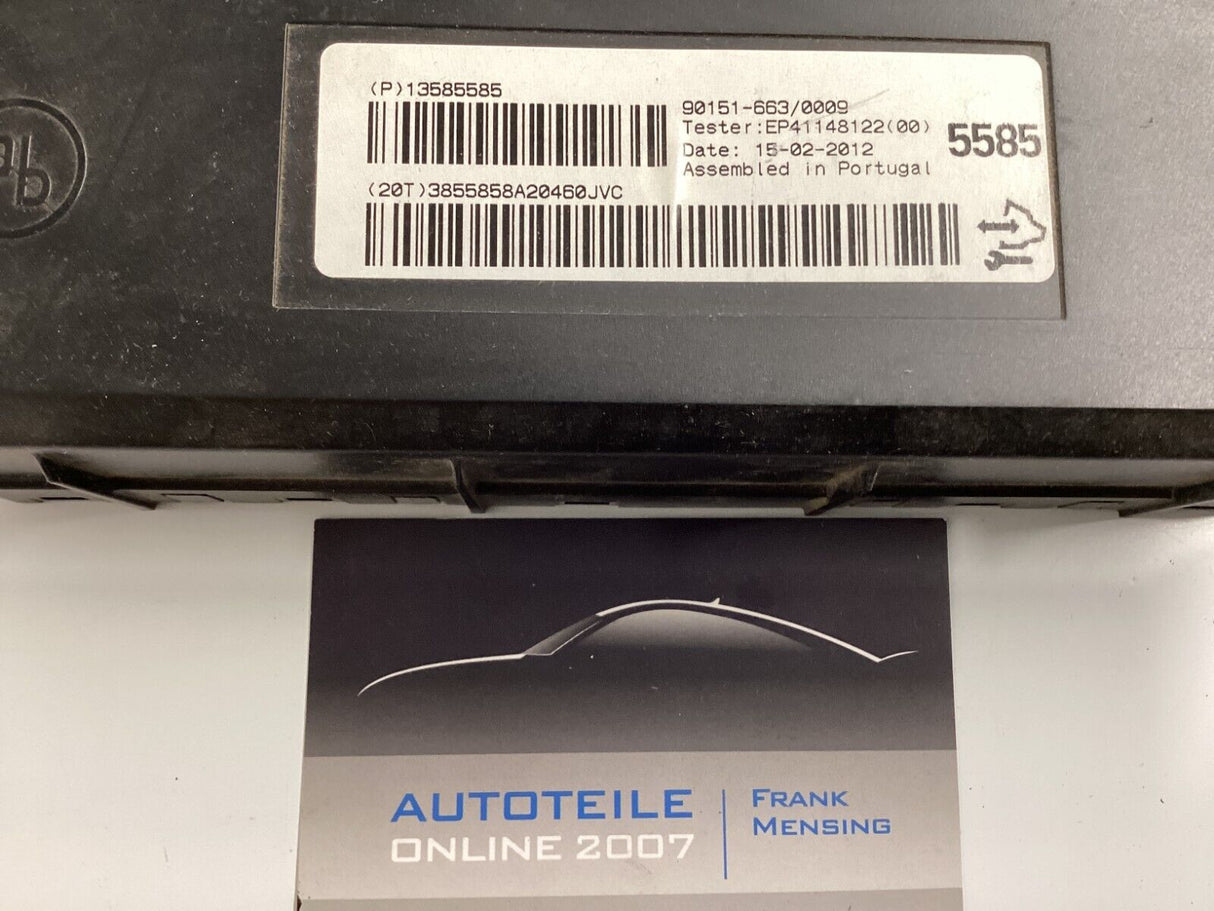 (P)13585585
90151-663/0009
Tester:EP41148122(00)
Date: 15-02-2012
Assembled in Portugal
5585
(20T)3855858A20460JVC
AUTOTEILE
ONLINE 2007
FRANK
MENSING